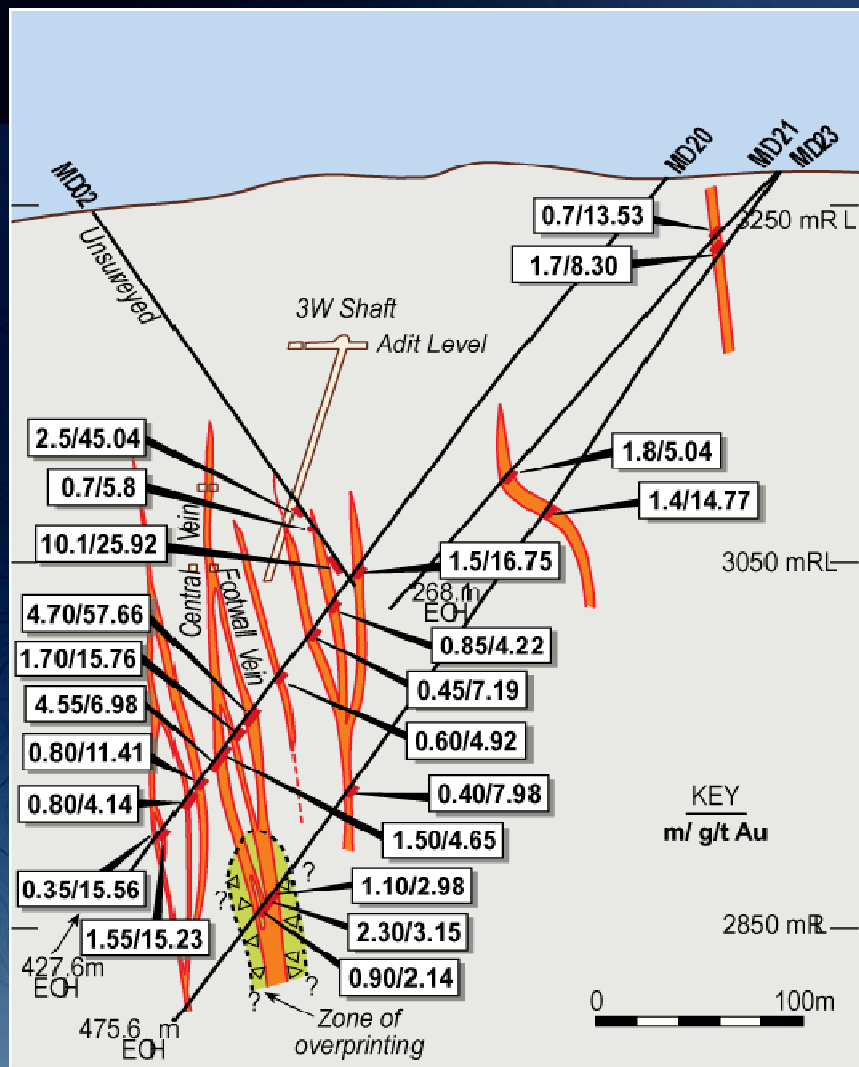 MD02
MD20
MD21
MD23
Unsurveyed
0.7/13.53
3250 mRL
1.7/8.30
3W Shaft
Adit Level
2.5/45.04
0.7/5.8
10.1/25.92
1.8/5.04
1.4/14.77
1.5/16.75
3050 mRL
268.1m
EOH
Central Vein
Footwall Vein
4.70/57.66
1.70/15.76
4.55/6.98
0.80/11.41
0.80/4.14
0.85/4.22
0.45/7.19
0.60/4.92
0.40/7.98
1.50/4.65
KEY
m/ g/t Au
0.35/15.56
1.55/15.23
1.10/2.98
2.30/3.15
0.90/2.14
2850 mRL
?
?
?
?
427.6m
EOH
475.6 m
EOH
Zone of
overprinting
0
100m